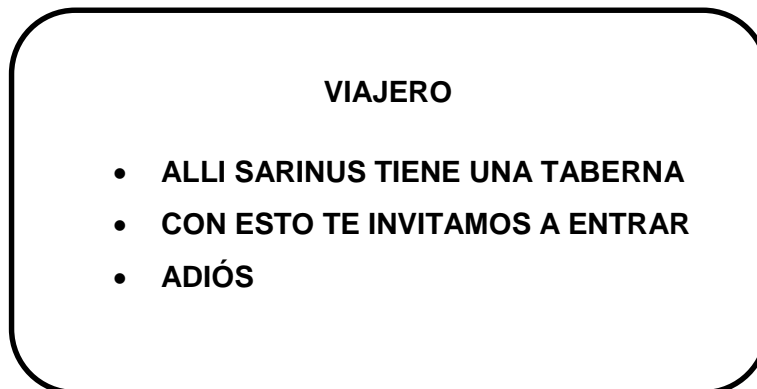 VIAJERO
• ALLI SARINUS TIENE UNA TABERNA
• CON ESTO TE INVITAMOS A ENTRAR
• ADIÓS